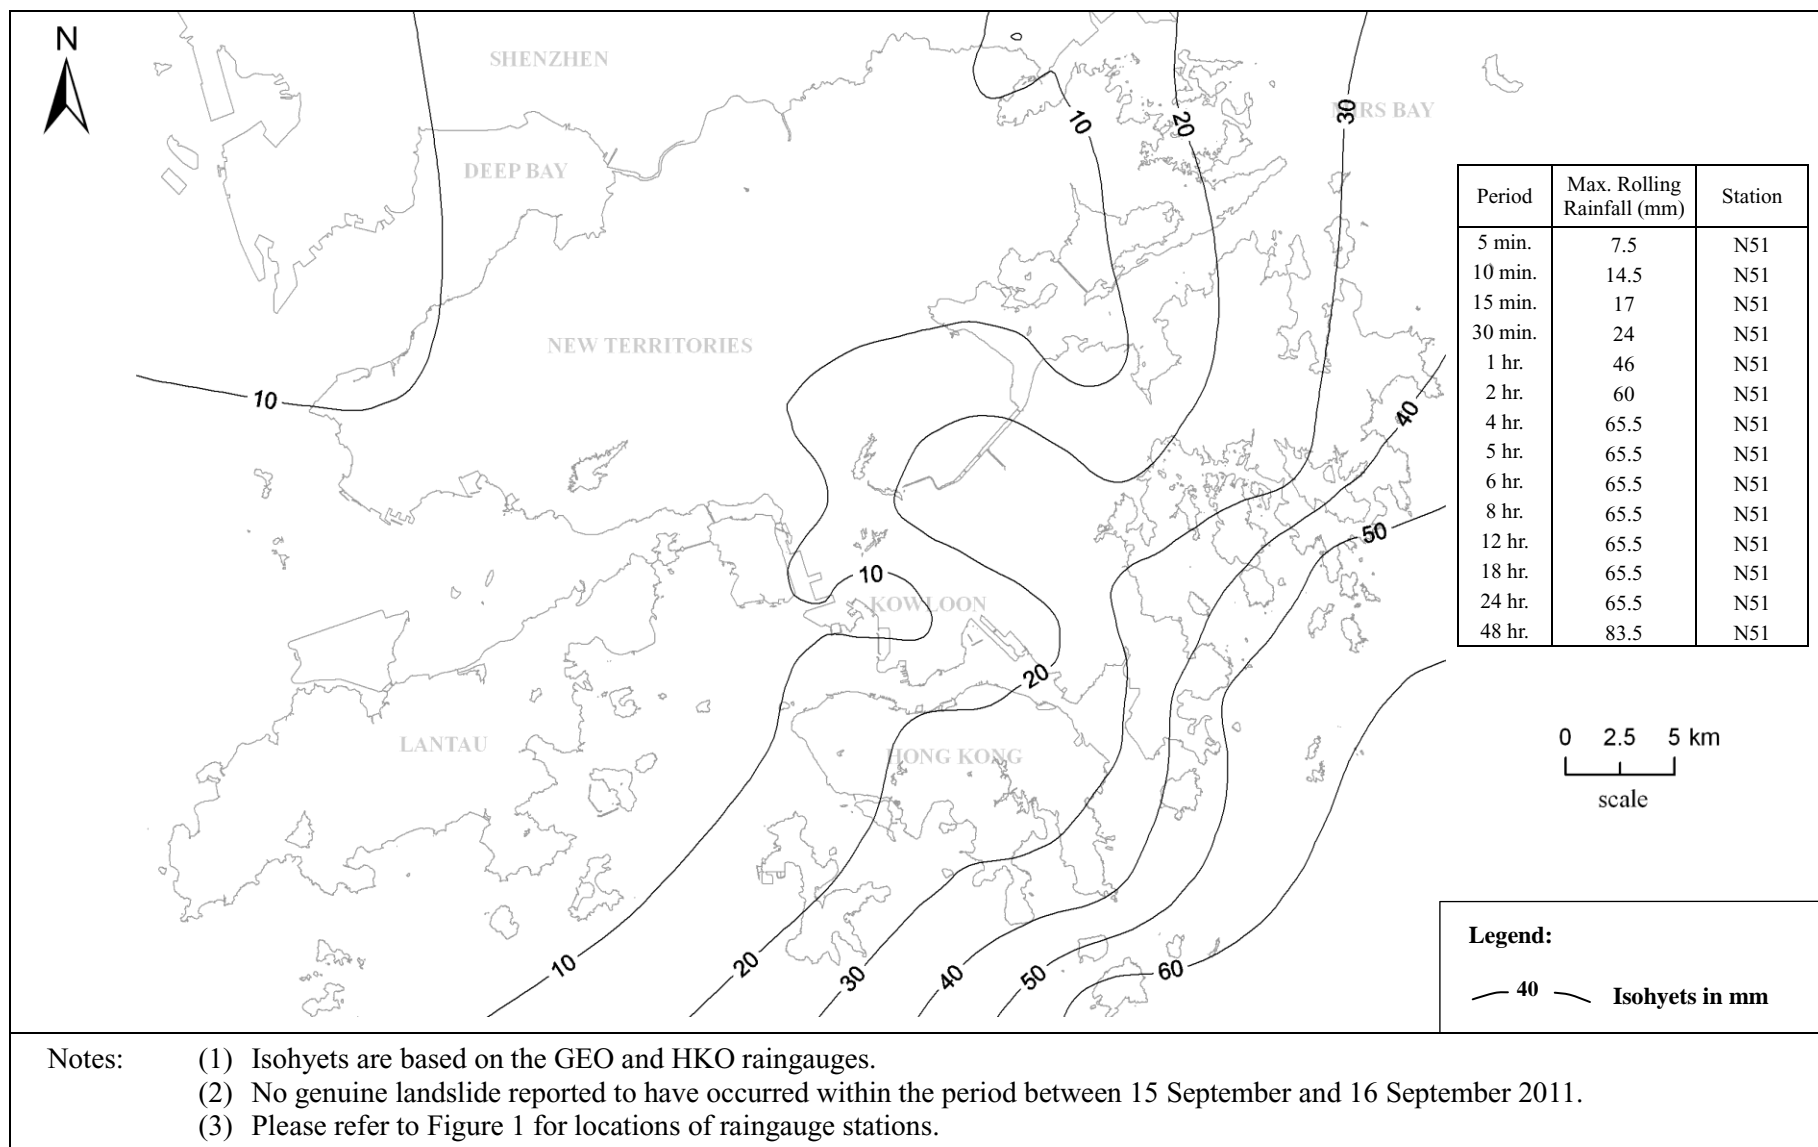 N
SHENZHEN
10
20
30
RS BAY
DEEP BAY
Period Max. Rolling Rainfall (mm) Station
5 min. 7.5 N51
10 min. 14.5 N51
15 min. 17 N51
30 min. 24 N51
1 hr. 46 N51
2 hr. 60 N51
4 hr. 65.5 N51
5 hr. 65.5 N51
6 hr. 65.5 N51
8 hr. 65.5 N51
12 hr. 65.5 N51
18 hr. 65.5 N51
24 hr. 65.5 N51
48 hr. 83.5 N51
NEW TERRITORIES
10
40
50
10
KOWLOON
20
LANTAU
HONG KONG
0 2.5 5 km
scale
10
20
30
40
50
60
Legend:
40 Isohyets in mm
Notes: (1) Isohyets are based on the GEO and HKO raingauges.
(2) No genuine landslide reported to have occurred within the period between 15 September and 16 September 2011.
(3) Please refer to Figure 1 for locations of raingauge stations.